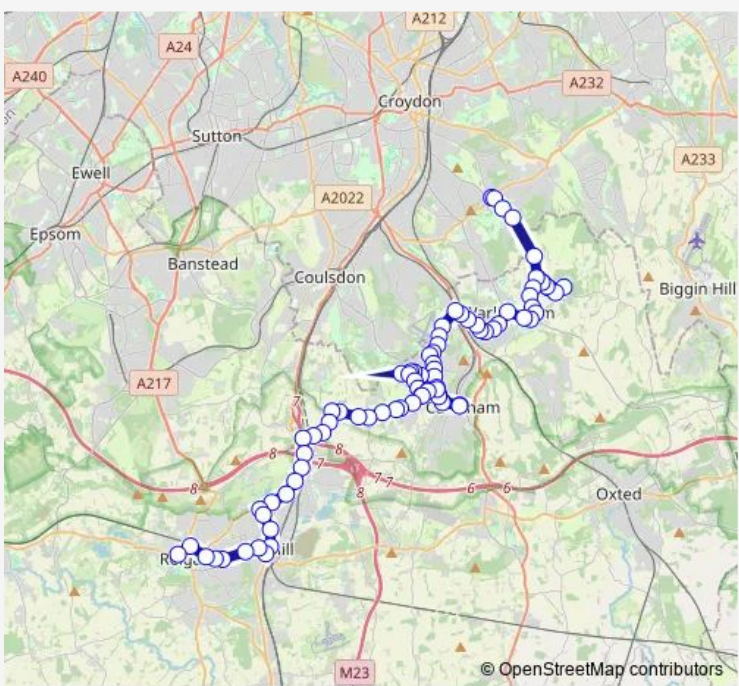 A212
A24
A240
A232
Croydon
Sutton
A233
Ewell
A2022
Epsom
Banstead
Coulsdon
Biggin Hill
A217
7
8
8
7
7 7
8
8
6
6
Oxted
M23
© OpenStreetMap contributors